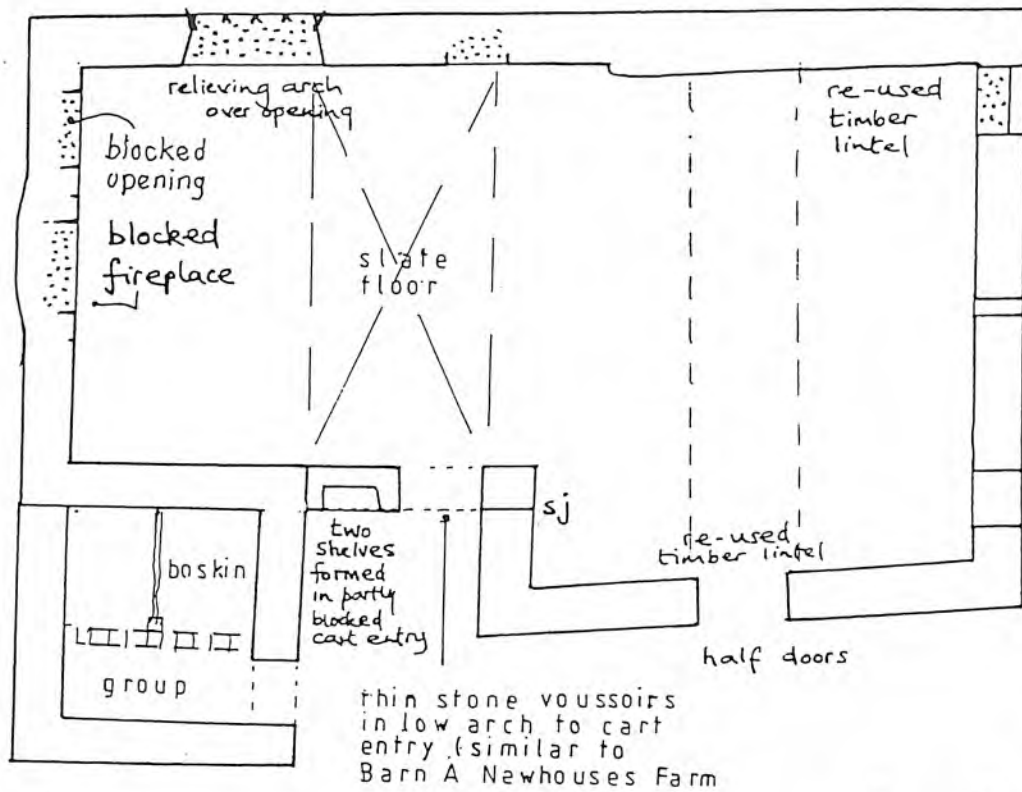 relieving arch
over opening
re-used
timber
lintel
blocked
opening
blocked
fireplace
slate
floor
sj
re-used
timber lintel
two
shelves
formed
in partly
blocked
cart entry
boskin
group
half doors
thin stone voussoirs
in low arch to cart
entry (similar to
Barn A Newhouses Farm